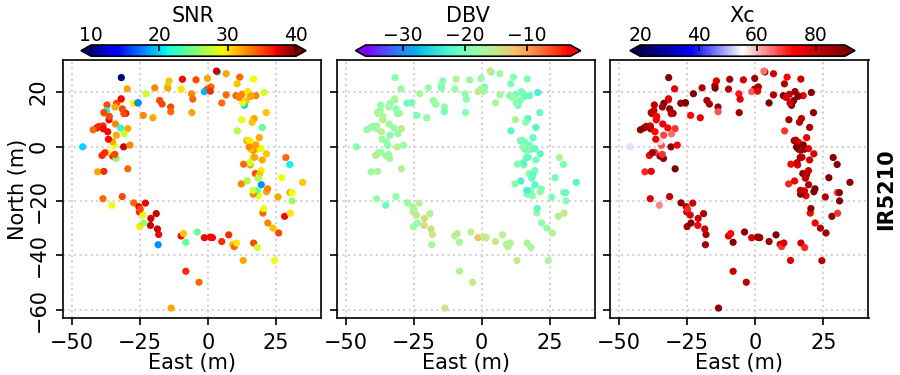 SNR DBV Xc
10 20 30 40 −30 −20 −10 20 40 60 80
20
0
−20
−40
−60
North (m)
−50 −25 0 25 −50 −25 0 25 −50 −25 0 25
East (m) East (m) East (m)
IR5210